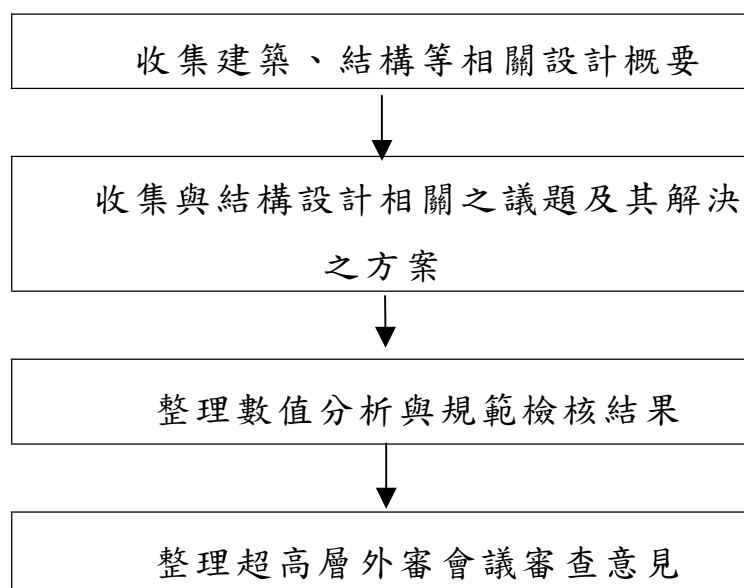 收集建築、結構等相關設計概要
收集與結構設計相關之議題及其解決
之方案
整理數值分析與規範檢核結果
整理超高層外審會議審查意見